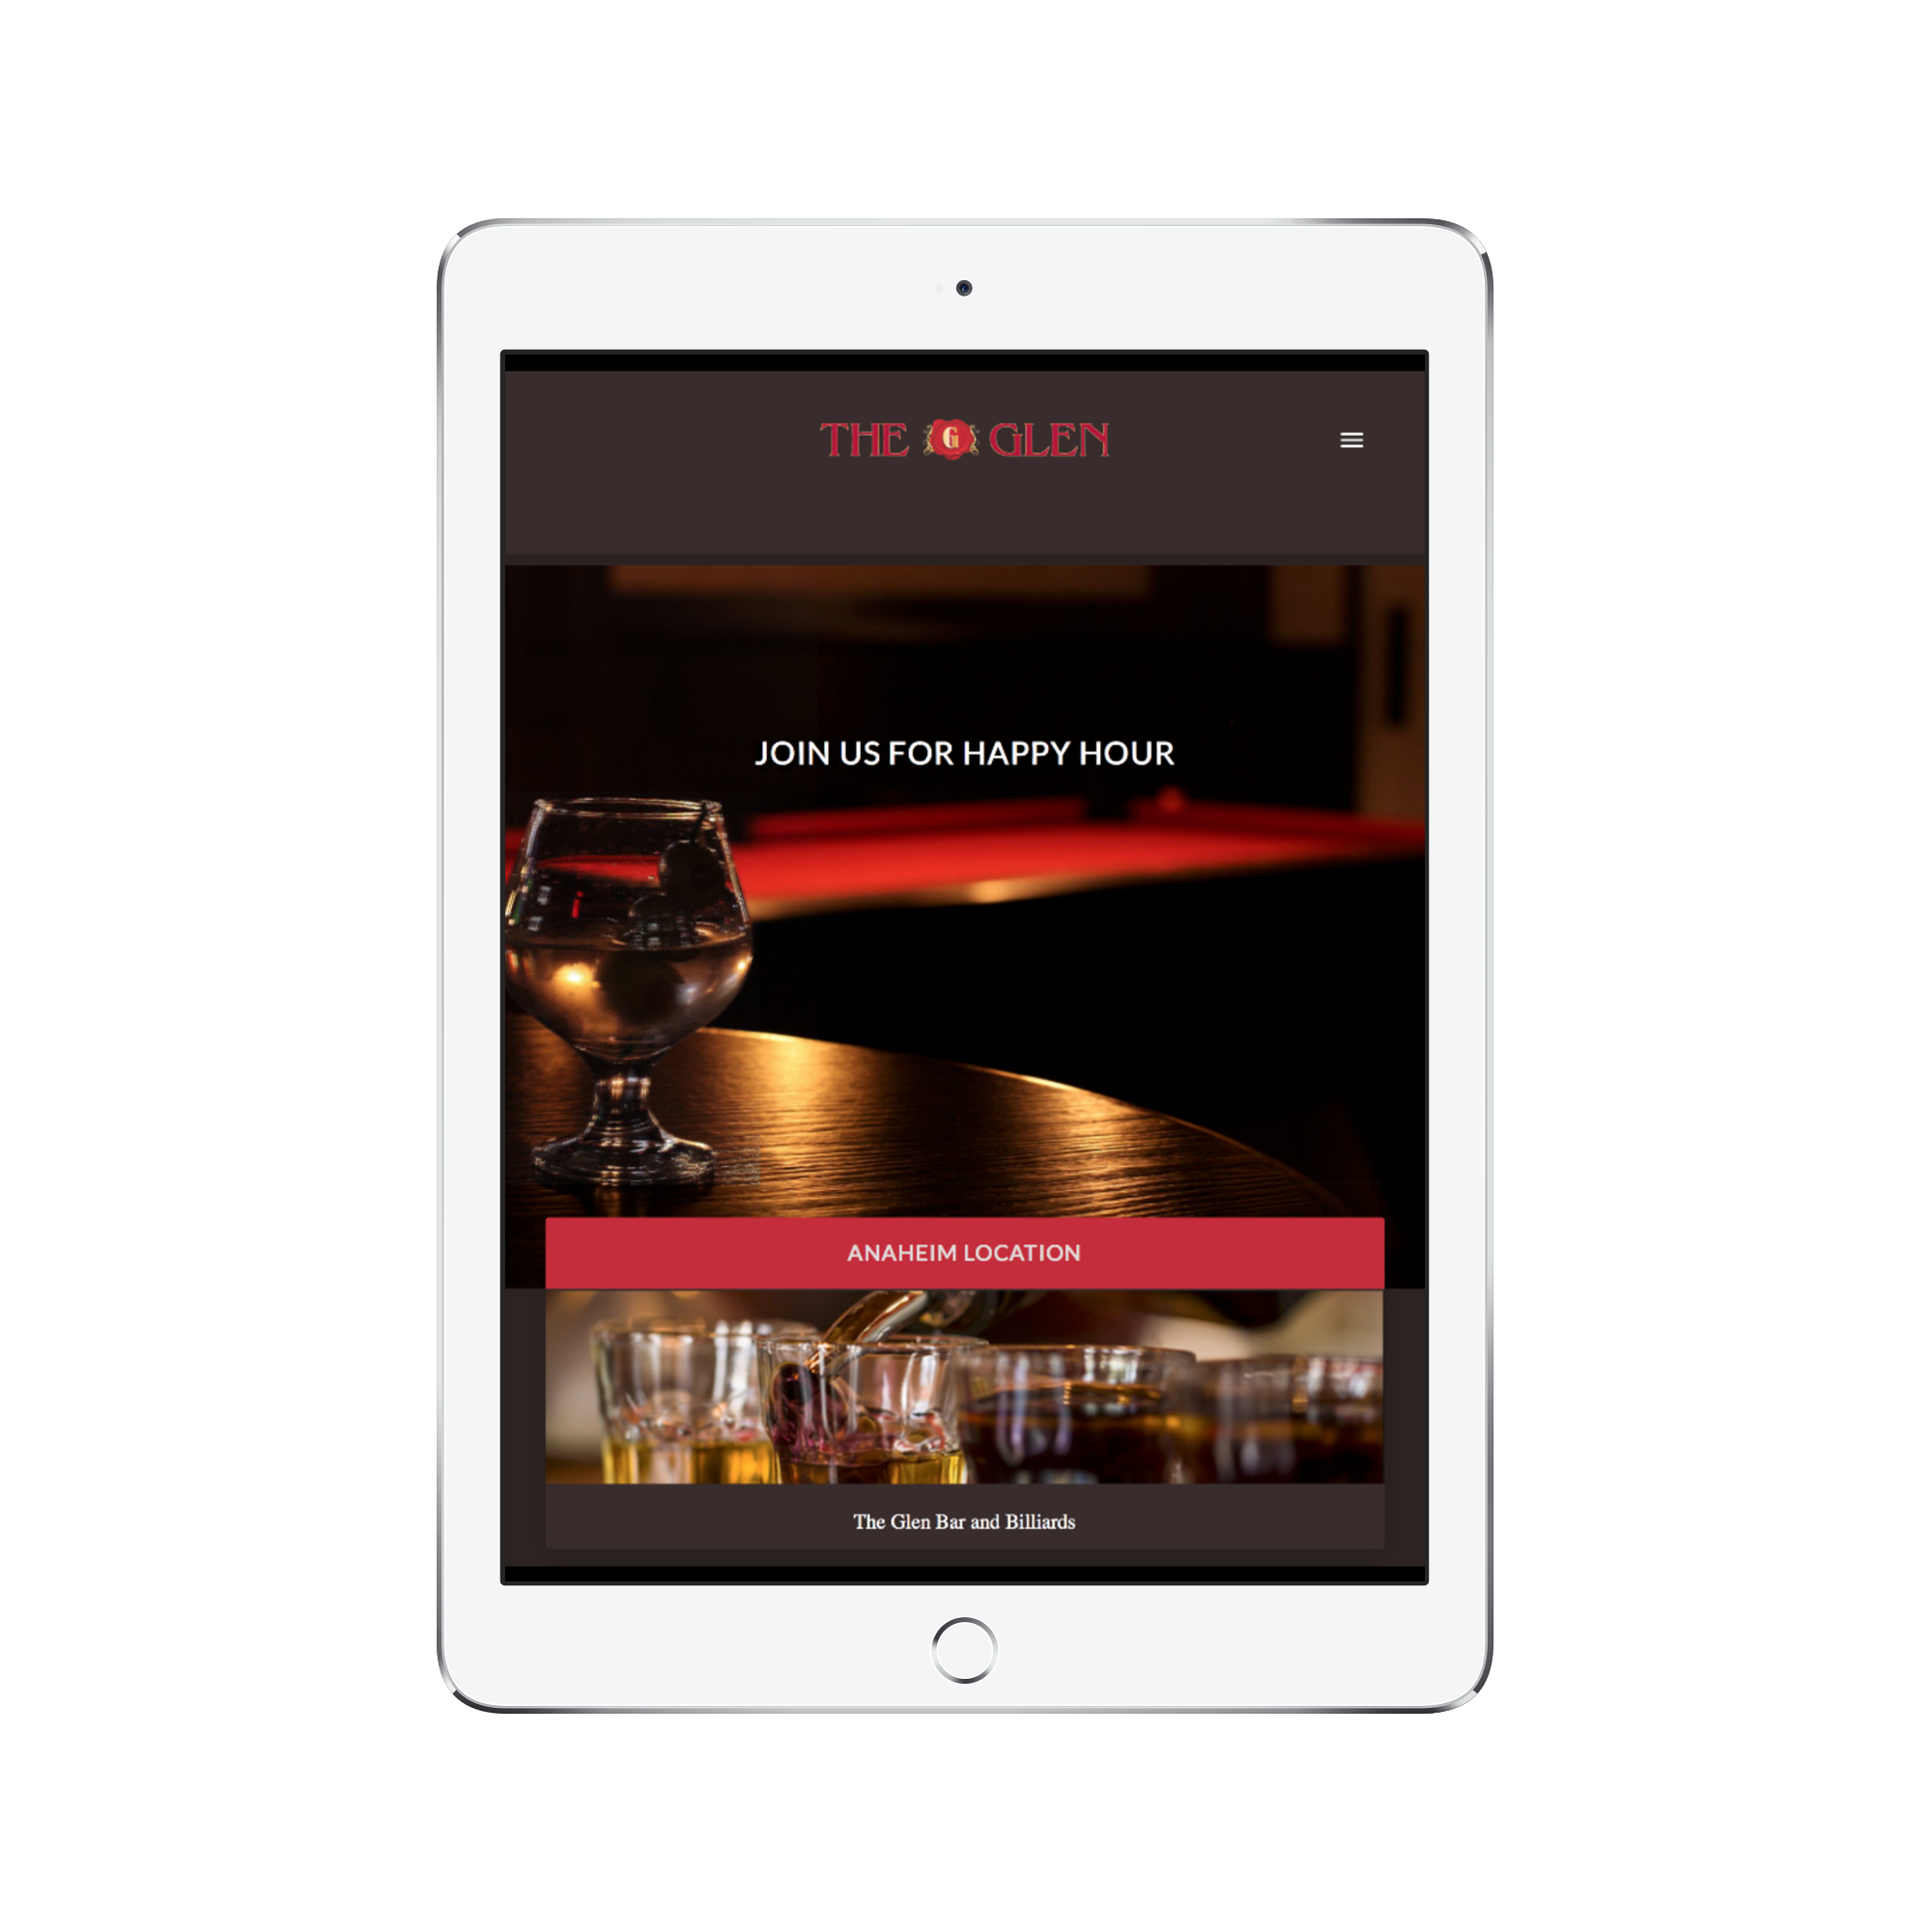 THE G GLEN
JOIN US FOR HAPPY HOUR
ANAHEIM LOCATION
The Glen Bar and Billiards